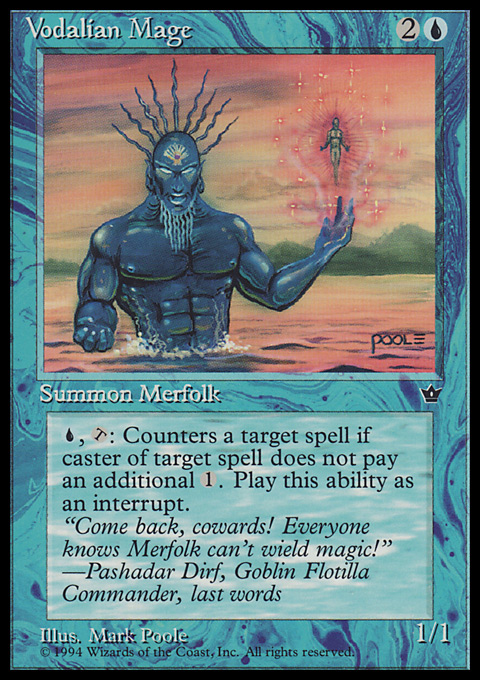 Vodalian Mage 2
POOLE
Summon Merfolk
, T: Counters a target spell if
caster of target spell does not pay
an additional 1. Play this ability as
an interrupt.
“Come back, cowards! Everyone
knows Merfolk can’t wield magic!”
—Pashadar Dirf, Goblin Flotilla
Commander, last words
Illus. Mark Poole 1/1
© 1994 Wizards of the Coast, Inc. All rights reserved.